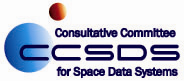 Consultative Committee
CCSDS
for Space Data Systems